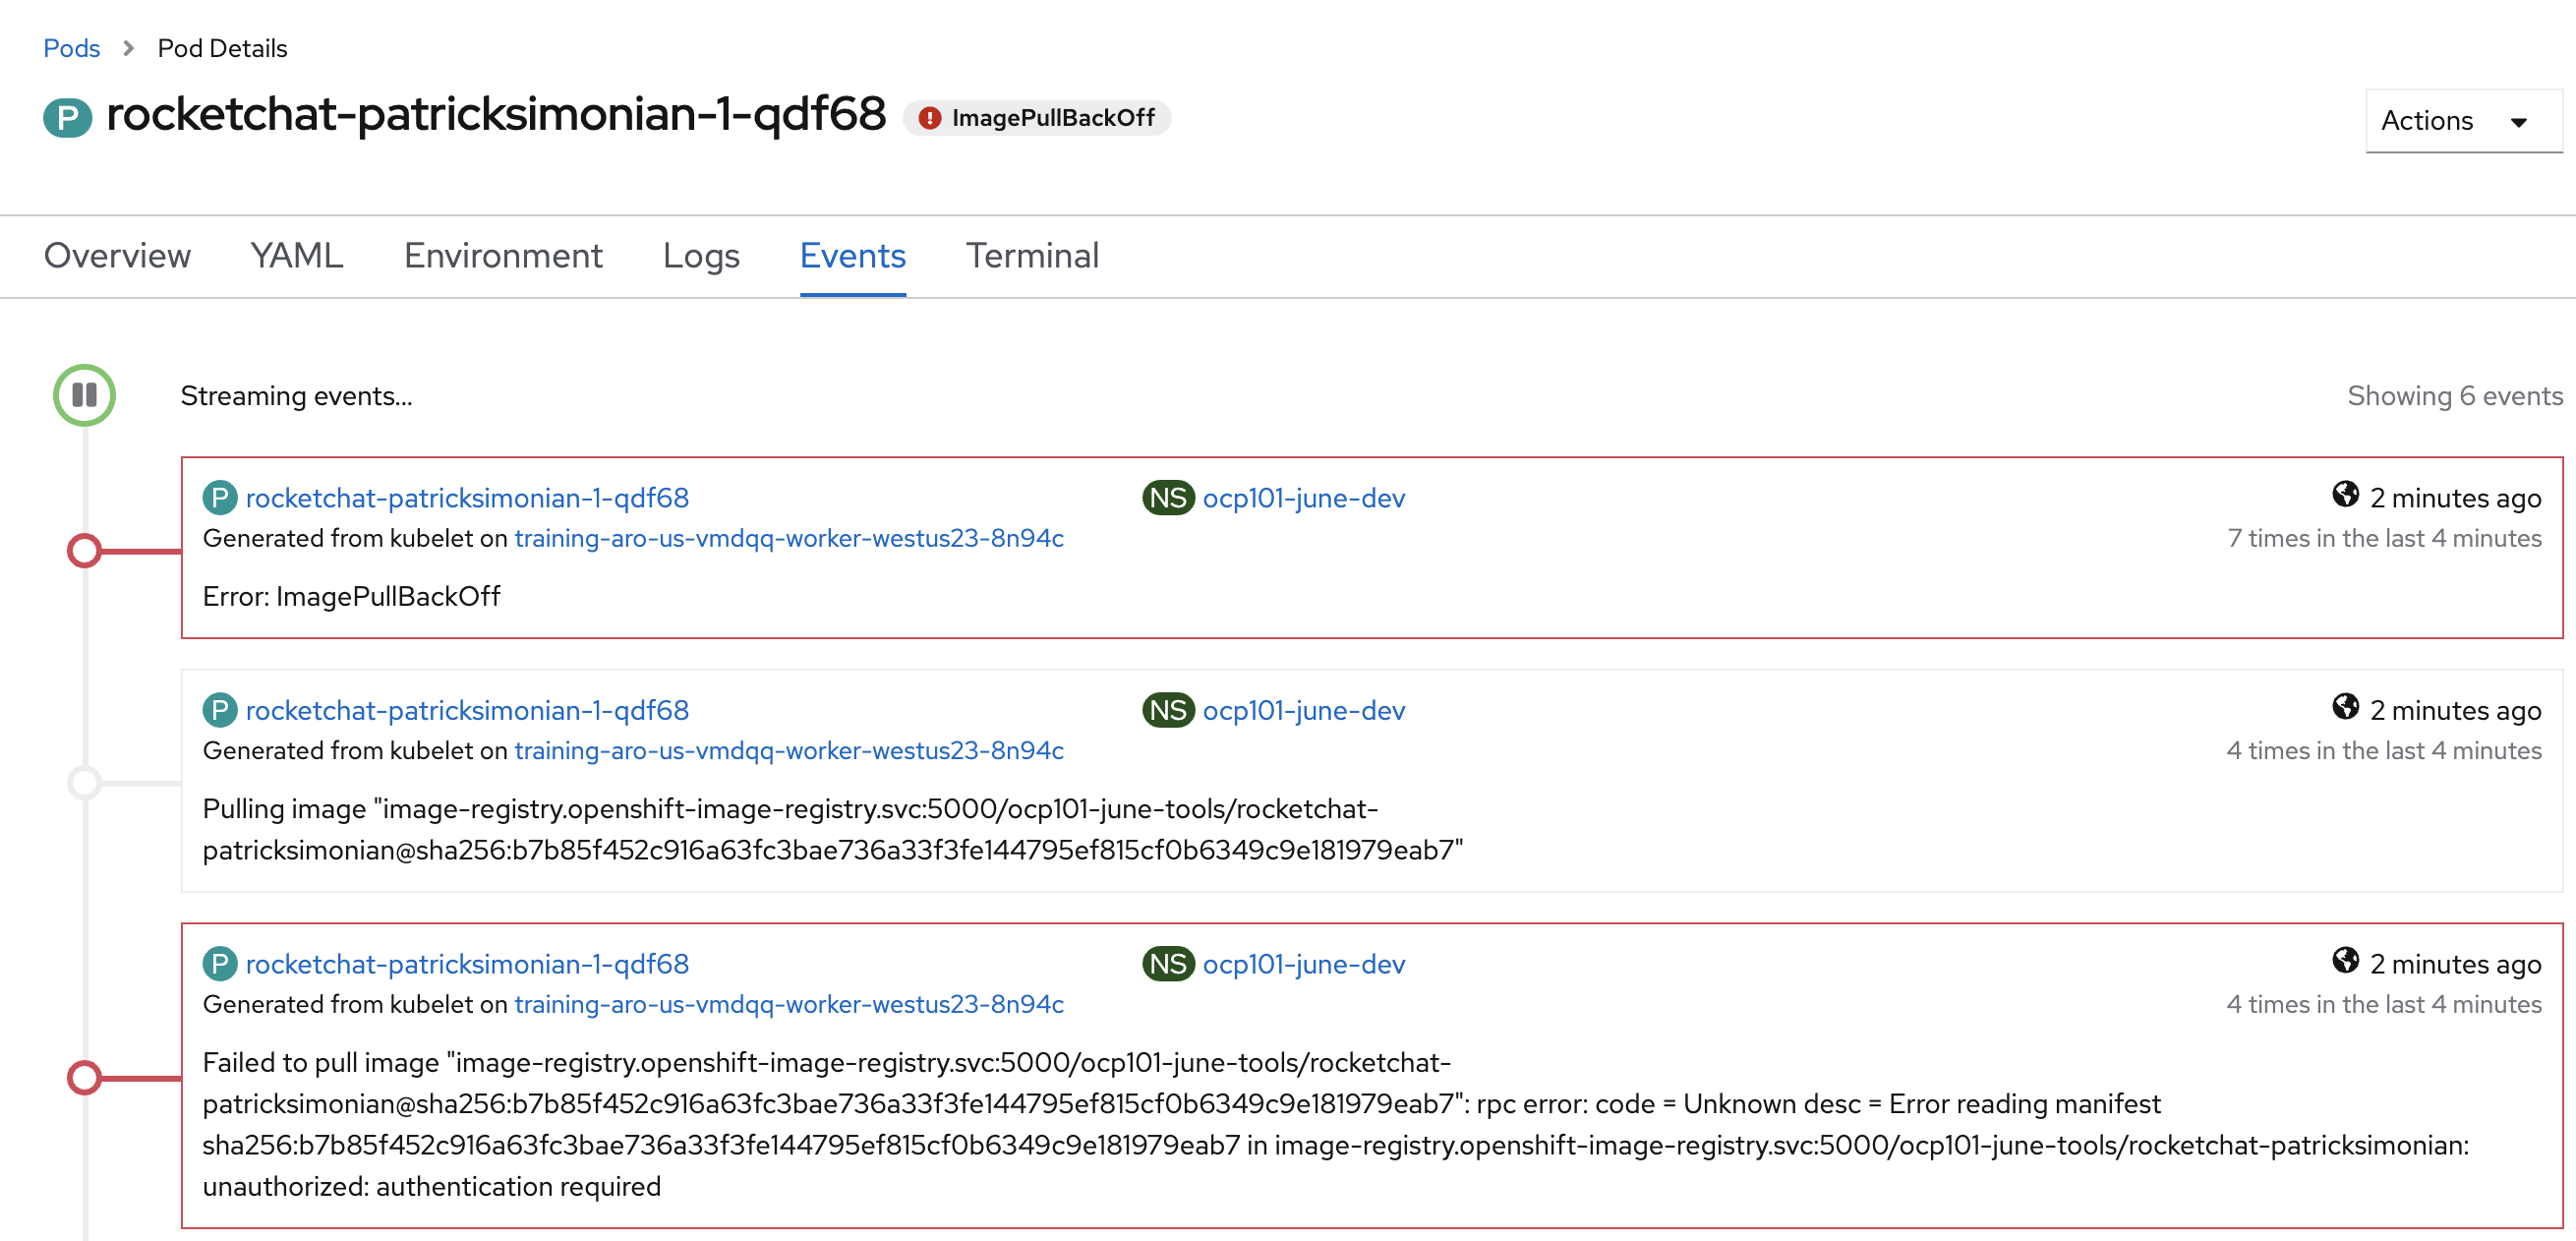 Pods > Pod Details
P rocketchat-patricksimonian-1-qdf68 ImagePullBackOff
Actions
Overview YAML Environment Logs Events Terminal
Streaming events... Showing 6 events
P rocketchat-patricksimonian-1-qdf68 NS ocp101-june-dev 2 minutes ago
Generated from kubelet on training-aro-us-vmdqq-worker-westus23-8n94c 7 times in the last 4 minutes
Error: ImagePullBackOff
P rocketchat-patricksimonian-1-qdf68 NS ocp101-june-dev 2 minutes ago
Generated from kubelet on training-aro-us-vmdqq-worker-westus23-8n94c 4 times in the last 4 minutes
Pulling image "image-registry.openshift-image-registry.svc:5000/ocp101-june-tools/rocketchat-
patricksimonian@sha256:b7b85f452c916a63fc3bae736a33f3fe144795ef815cf0b6349c9e181979eab7"
P rocketchat-patricksimonian-1-qdf68 NS ocp101-june-dev 2 minutes ago
Generated from kubelet on training-aro-us-vmdqq-worker-westus23-8n94c 4 times in the last 4 minutes
Failed to pull image "image-registry.openshift-image-registry.svc:5000/ocp101-june-tools/rocketchat-
patricksimonian@sha256:b7b85f452c916a63fc3bae736a33f3fe144795ef815cf0b6349c9e181979eab7": rpc error: code = Unknown desc = Error reading manifest
sha256:b7b85f452c916a63fc3bae736a33f3fe144795ef815cf0b6349c9e181979eab7 in image-registry.openshift-image-registry.svc:5000/ocp101-june-tools/rocketchat-patricksimonian:
unauthorized: authentication required